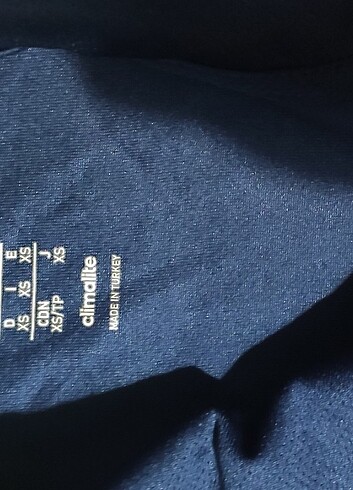 D I E
XS XS XS
CDN J
XS/TP XS
climalite
MADE IN TURKEY